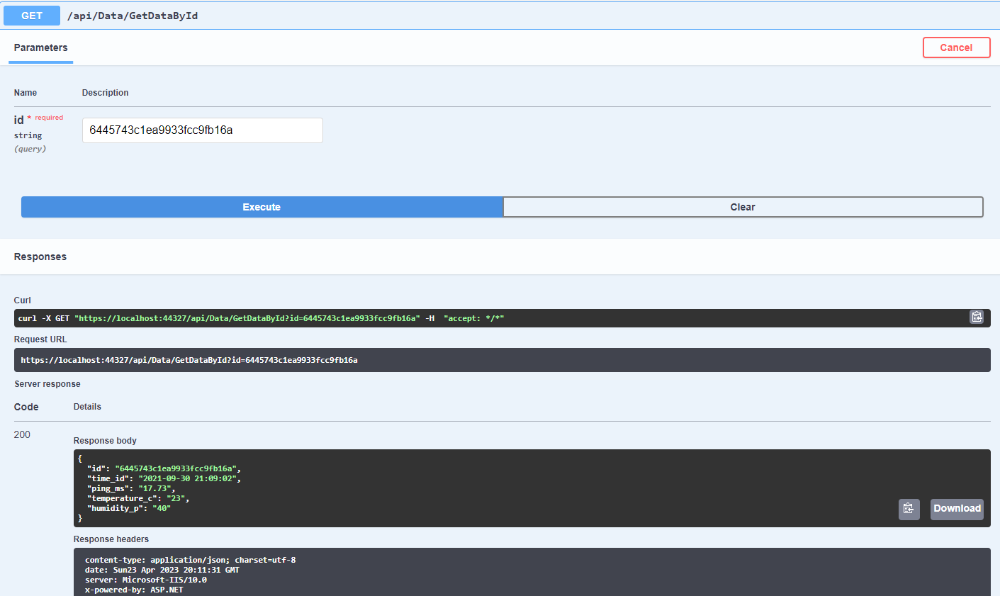 GET /api/Data/GetDataById
Parameters
Cancel
Name Description
id * required
string
(query)
6445743c1ea9933fcc9fb16a
Execute Clear
Responses
Curl
curl -X GET "https://localhost:44327/api/Data/GetDataById?id=6445743c1ea9933fcc9fb16a" -H "accept: */*"
Request URL
https://localhost:44327/api/Data/GetDataById?id=6445743c1ea9933fcc9fb16a
Server response
Code Details
200
Response body
{
"id": "6445743c1ea9933fcc9fb16a",
"time_id": "2021-09-30 21:09:02",
"ping_ms": "17.73",
"temperature_c": "23",
"humidity_p": "40"
}
Download
Response headers
content-type: application/json; charset=utf-8
date: Sun23 Apr 2023 20:11:31 GMT
server: Microsoft-IIS/10.0
x-powered-by: ASP.NET